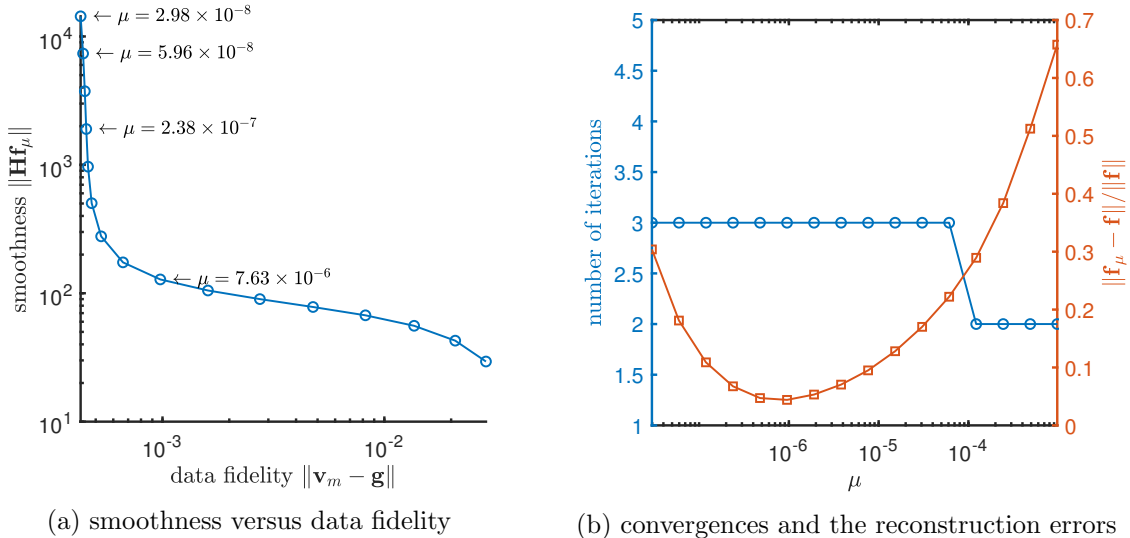 10^4
10^3
10^2
10^1
smoothness ||Hf_μ||
← μ = 2.98 × 10^-8
← μ = 5.96 × 10^-8
← μ = 2.38 × 10^-7
← μ = 7.63 × 10^-6
10^-3 10^-2
data fidelity ||v_m − g||
(a) smoothness versus data fidelity
5
4.5
4
3.5
3
2.5
2
1.5
1
number of iterations
0.7
0.6
0.5
0.4
0.3
0.2
0.1
0
||f_μ − f||/||f||
10^-6 10^-5 10^-4
μ
(b) convergences and the reconstruction errors